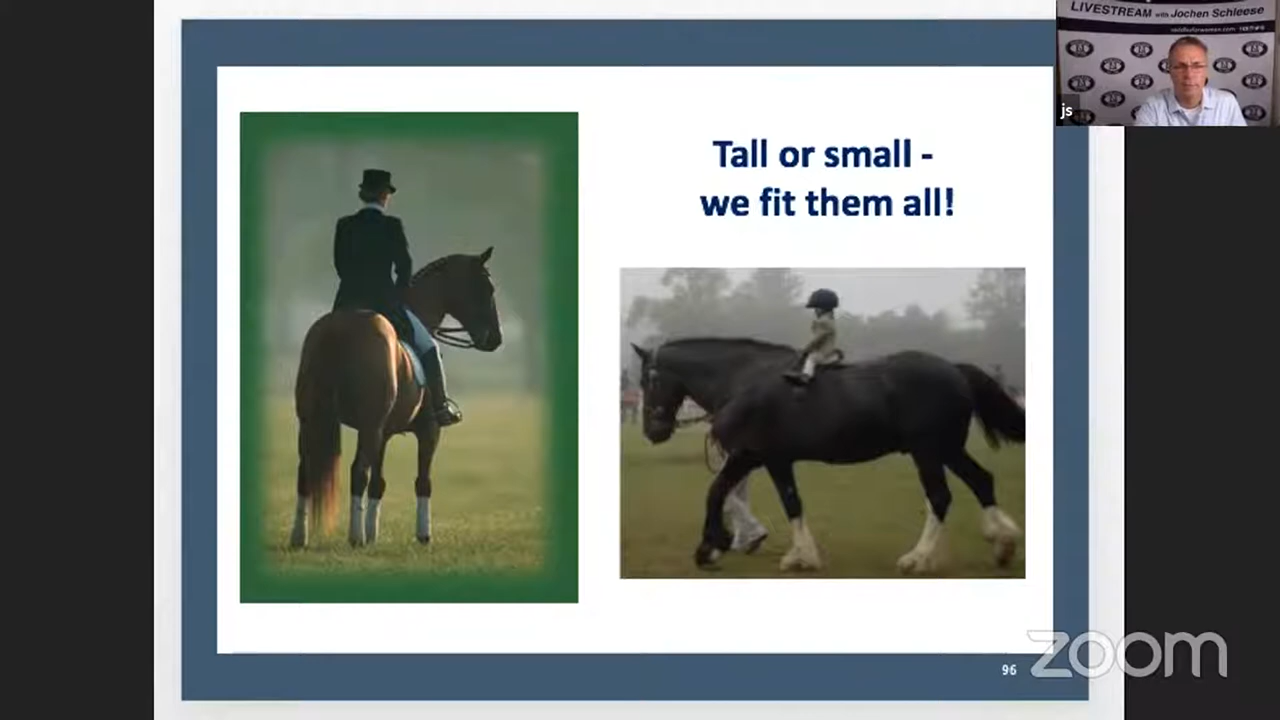 LIVESTREAM with Jochen Schleese
js
Tall or small -
we fit them all!
96
zoom